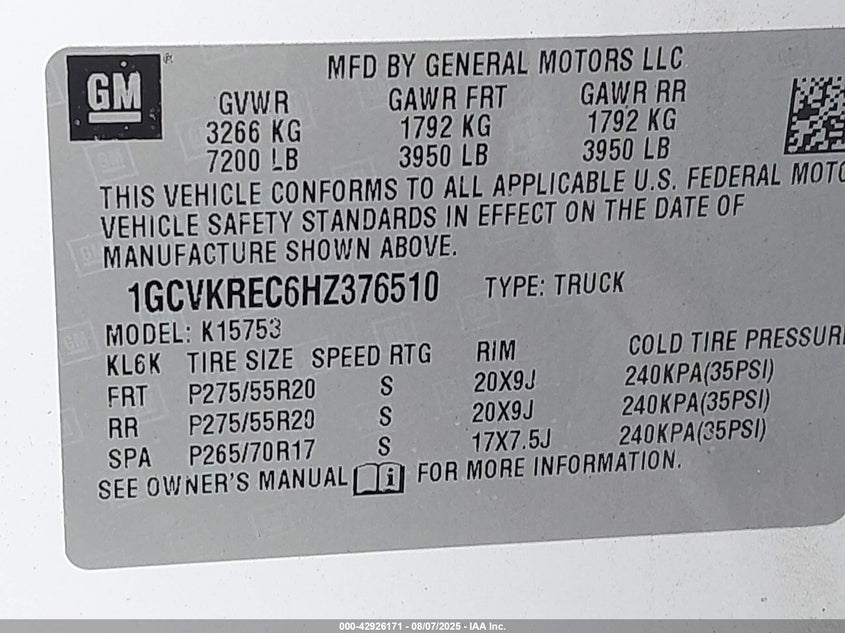 GM
MFD BY GENERAL MOTORS LLC
GVWR GAWR FRT GAWR RR
3266 KG 1792 KG 1792 KG
7200 LB 3950 LB 3950 LB
THIS VEHICLE CONFORMS TO ALL APPLICABLE U.S. FEDERAL MOTO
VEHICLE SAFETY STANDARDS IN EFFECT ON THE DATE OF
MANUFACTURE SHOWN ABOVE.
1GCVKREC6HZ376510 TYPE: TRUCK
MODEL: K15753
KL6K TIRE SIZE SPEED RTG RIM COLD TIRE PRESSUR
FRT P275/55R20 S 20X9J 240KPA(35PSI)
RR P275/55R20 S 20X9J 240KPA(35PSI)
SPA P265/70R17 S 17X7.5J 240KPA(35PSI)
SEE OWNER'S MANUAL i FOR MORE INFORMATION.
000-42926171 - 08/07/2025 - IAA Inc.